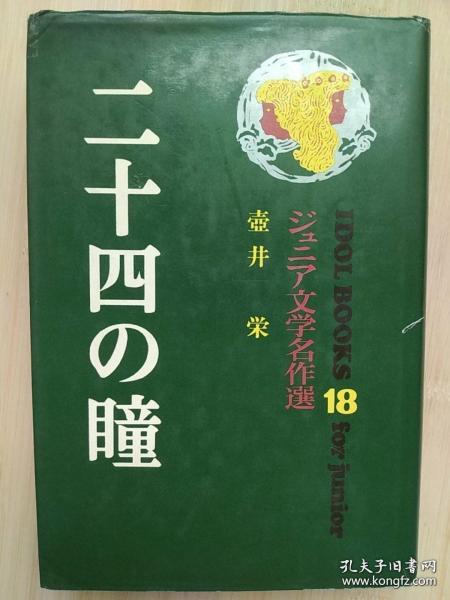 二十四の瞳
壺井 栄
ジュニア文学名作選
IDOL BOOKS 18 for junior
孔夫子旧书网
www.kongfz.com